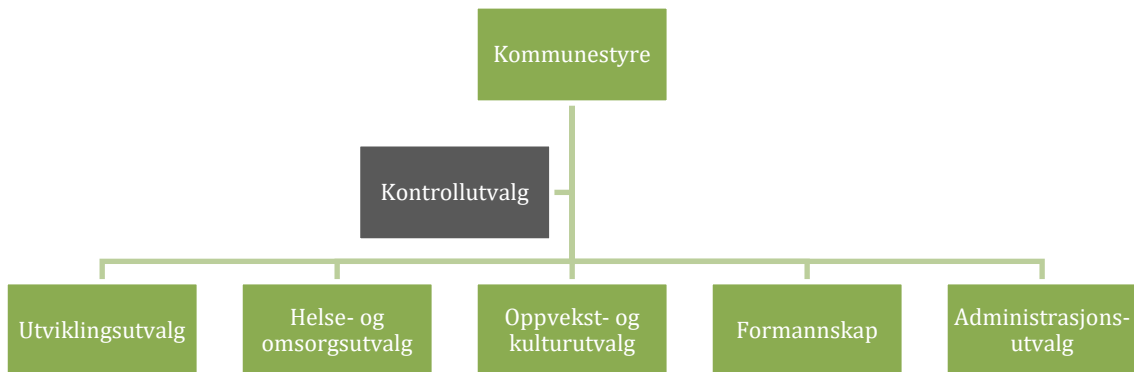 Kommunestyre
Kontrollutvalg
Utviklingsutvalg
Helse- og
omsorgsutvalg
Oppvekst- og
kulturutvalg
Formannskap
Administrasjons-
utvalg